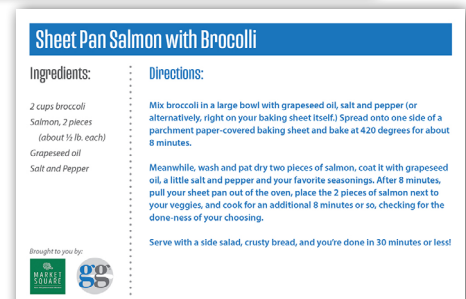 Sheet Pan Salmon with Brocolli
Ingredients:
2 cups broccoli
Salmon, 2 pieces
(about ½ lb. each)
Grapeseed oil
Salt and Pepper
Directions:
Mix broccoli in a large bowl with grapeseed oil, salt and pepper (or
alternatively, right on your baking sheet itself.) Spread onto one side of a
parchment paper-covered baking sheet and bake at 420 degrees for about
8 minutes.
Meanwhile, wash and pat dry two pieces of salmon, coat it with grapeseed
oil, a little salt and pepper and your favorite seasonings. After 8 minutes,
pull your sheet pan out of the oven, place the 2 pieces of salmon next to
your veggies, and cook for an additional 8 minutes or so, checking for the
done-ness of your choosing.
Serve with a side salad, crusty bread, and you're done in 30 minutes or less!
Brought to you by:
MARKET
SQUARE
gg